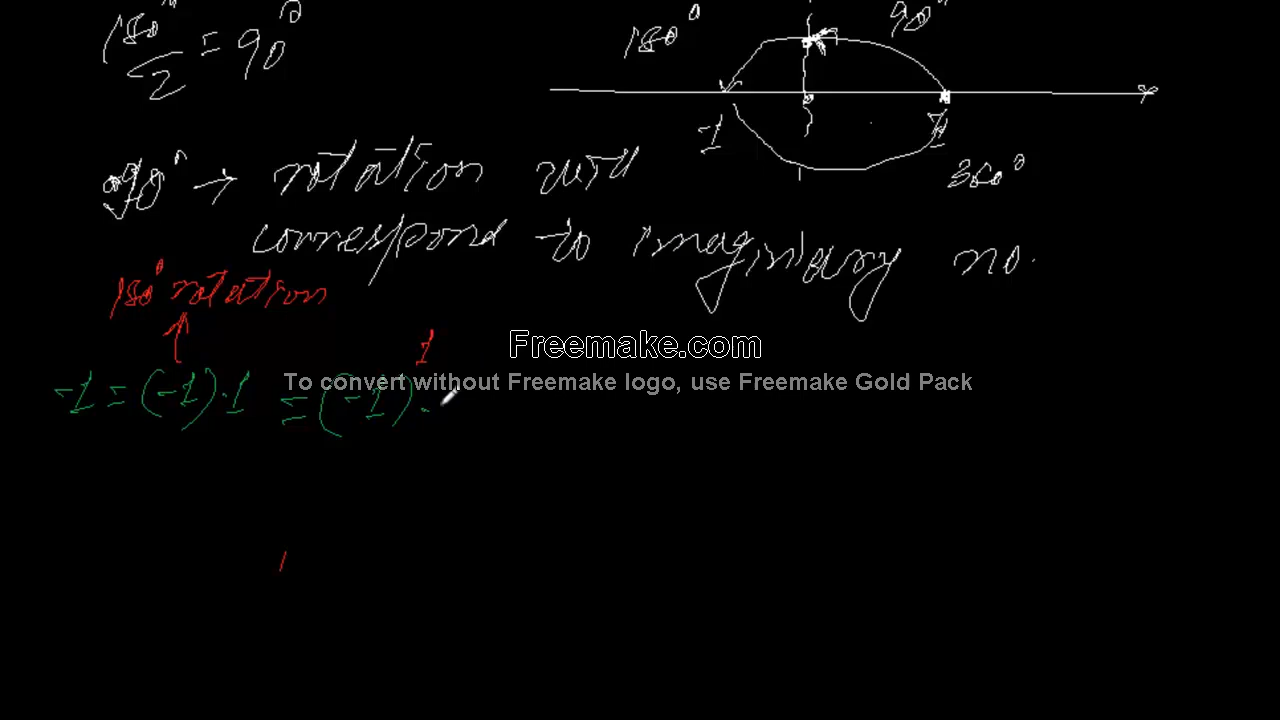 180° / 2 = 90°
180° 90°
-1 1
360°
90° → rotation will
correspond to imaginary no.
180° rotation
1
-1 = (-1).1 = (-1).
Freemake.com
To convert without Freemake logo, use Freemake Gold Pack